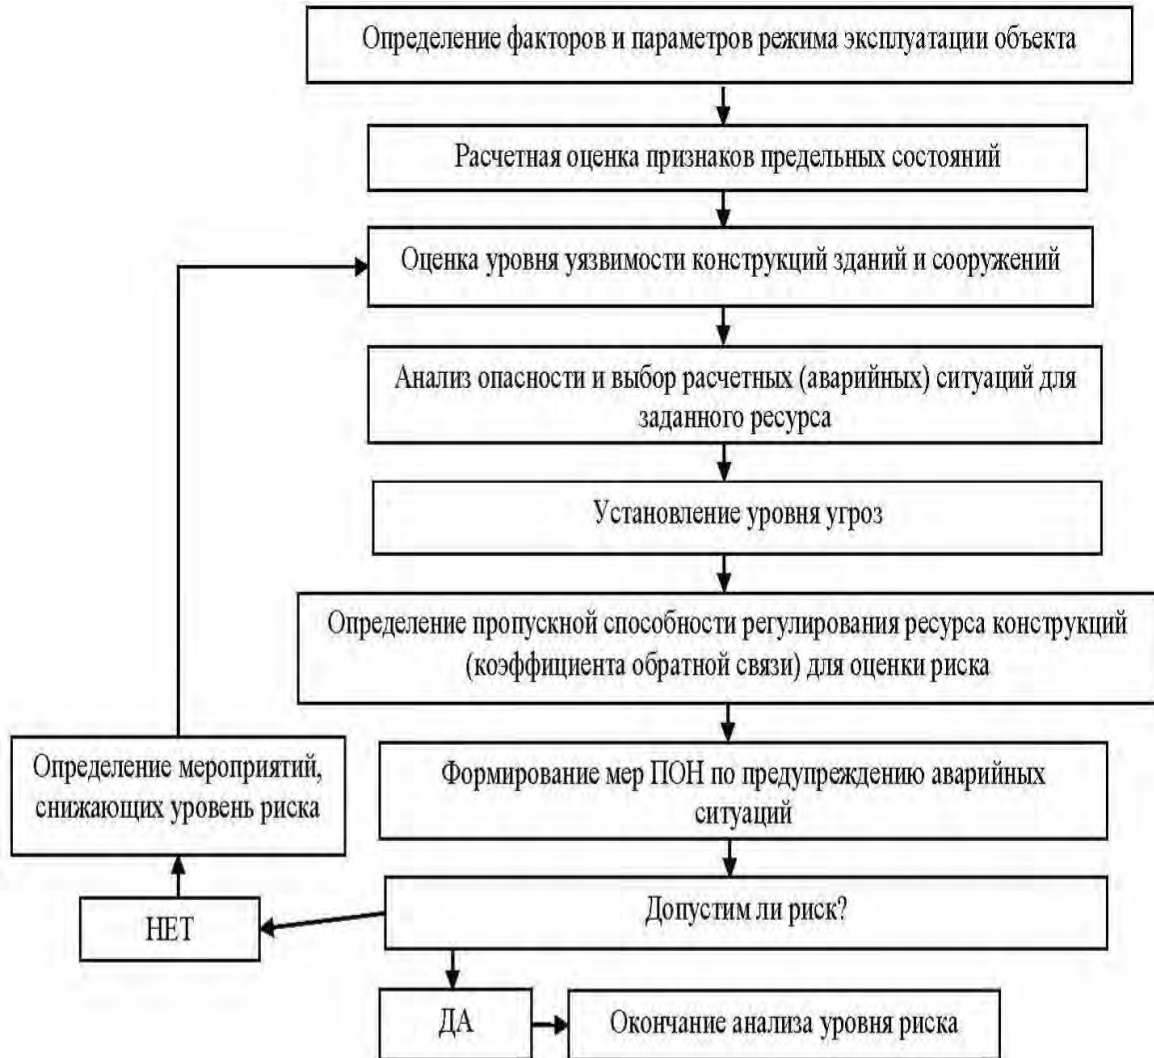 Определение факторов и параметров режима эксплуатации объекта
Расчетная оценка признаков предельных состояний
Оценка уровня уязвимости конструкций зданий и сооружений
Анализ опасности и выбор расчетных (аварийных) ситуаций для
заданного ресурса
Установление уровня угроз
Определение пропускной способности регулирования ресурса конструкций
(коэффициента обратной связи) для оценки риска
Формирование мер ПОН по предупреждению аварийных
ситуаций
Определение мероприятий,
снижающих уровень риска
Допустим ли риск?
НЕТ
ДА
Окончание анализа уровня риска